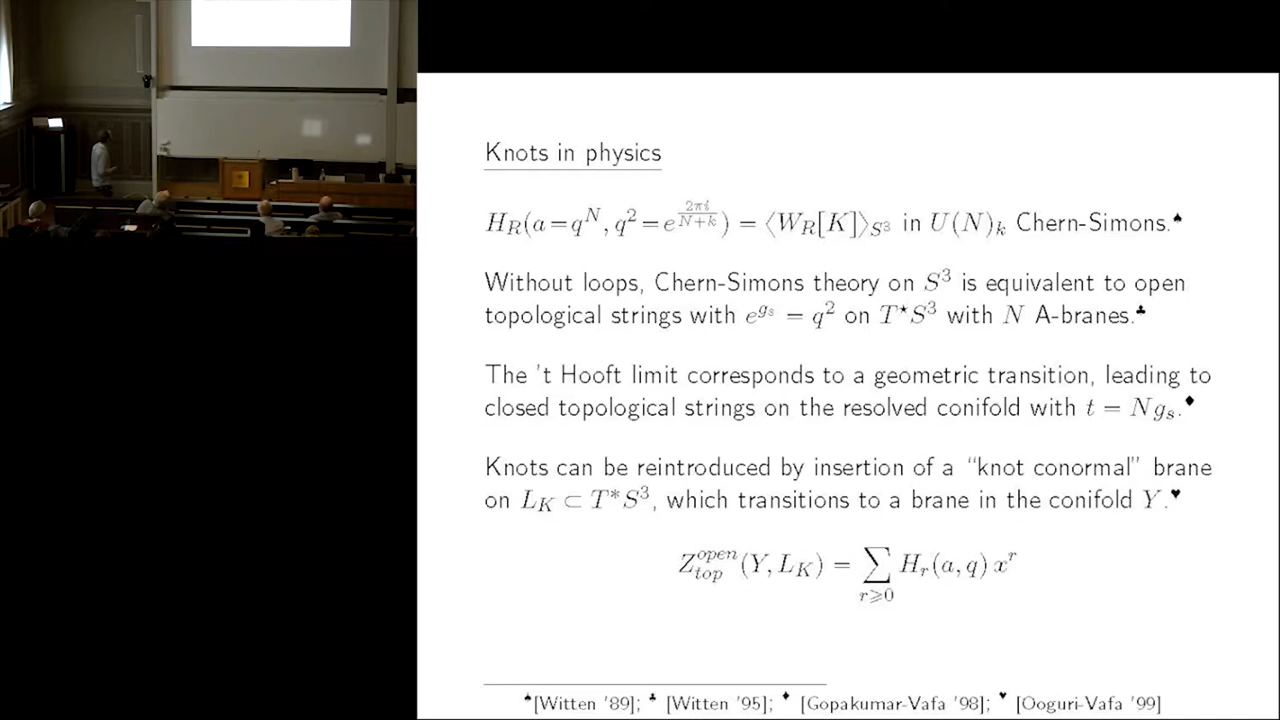 Knots in physics
H_R(a=q^N, q^2=e^{\frac{2πi}{N+k}}) = ⟨W_R[K]⟩_{S^3} in U(N)_k Chern-Simons.♠
Without loops, Chern-Simons theory on S^3 is equivalent to open
topological strings with e^{g_s} = q^2 on T^⋆S^3 with N A-branes.♣
The 't Hooft limit corresponds to a geometric transition, leading to
closed topological strings on the resolved conifold with t = Ng_s.♦
Knots can be reintroduced by insertion of a “knot conormal” brane
on L_K ⊂ T^*S^3, which transitions to a brane in the conifold Y.♥
Z_{top}^{open}(Y, L_K) = \sum_{r⩾0} H_r(a, q) x^r
♠[Witten '89]; ♣ [Witten '95]; ♦ [Gopakumar-Vafa '98]; ♥ [Ooguri-Vafa '99]